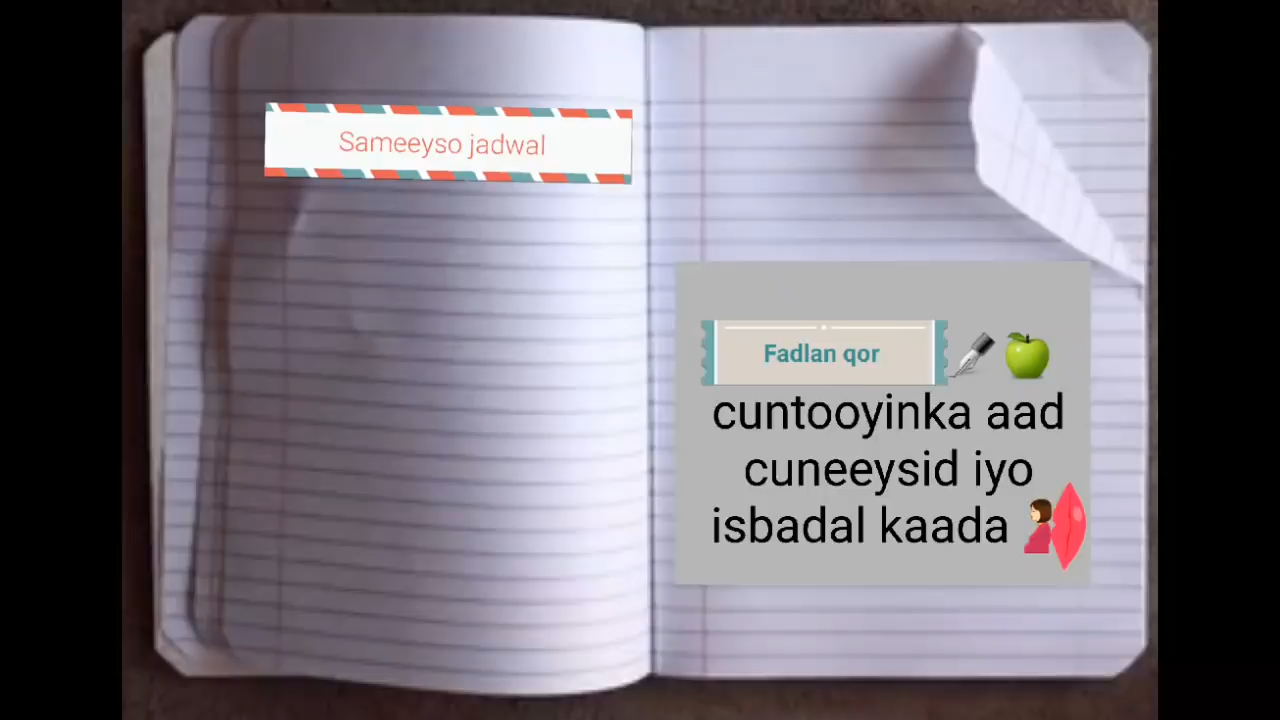 Sameeyso jadwal
Fadlan qor
cuntooyinka aad
cuneeysid iyo
isbadal kaada